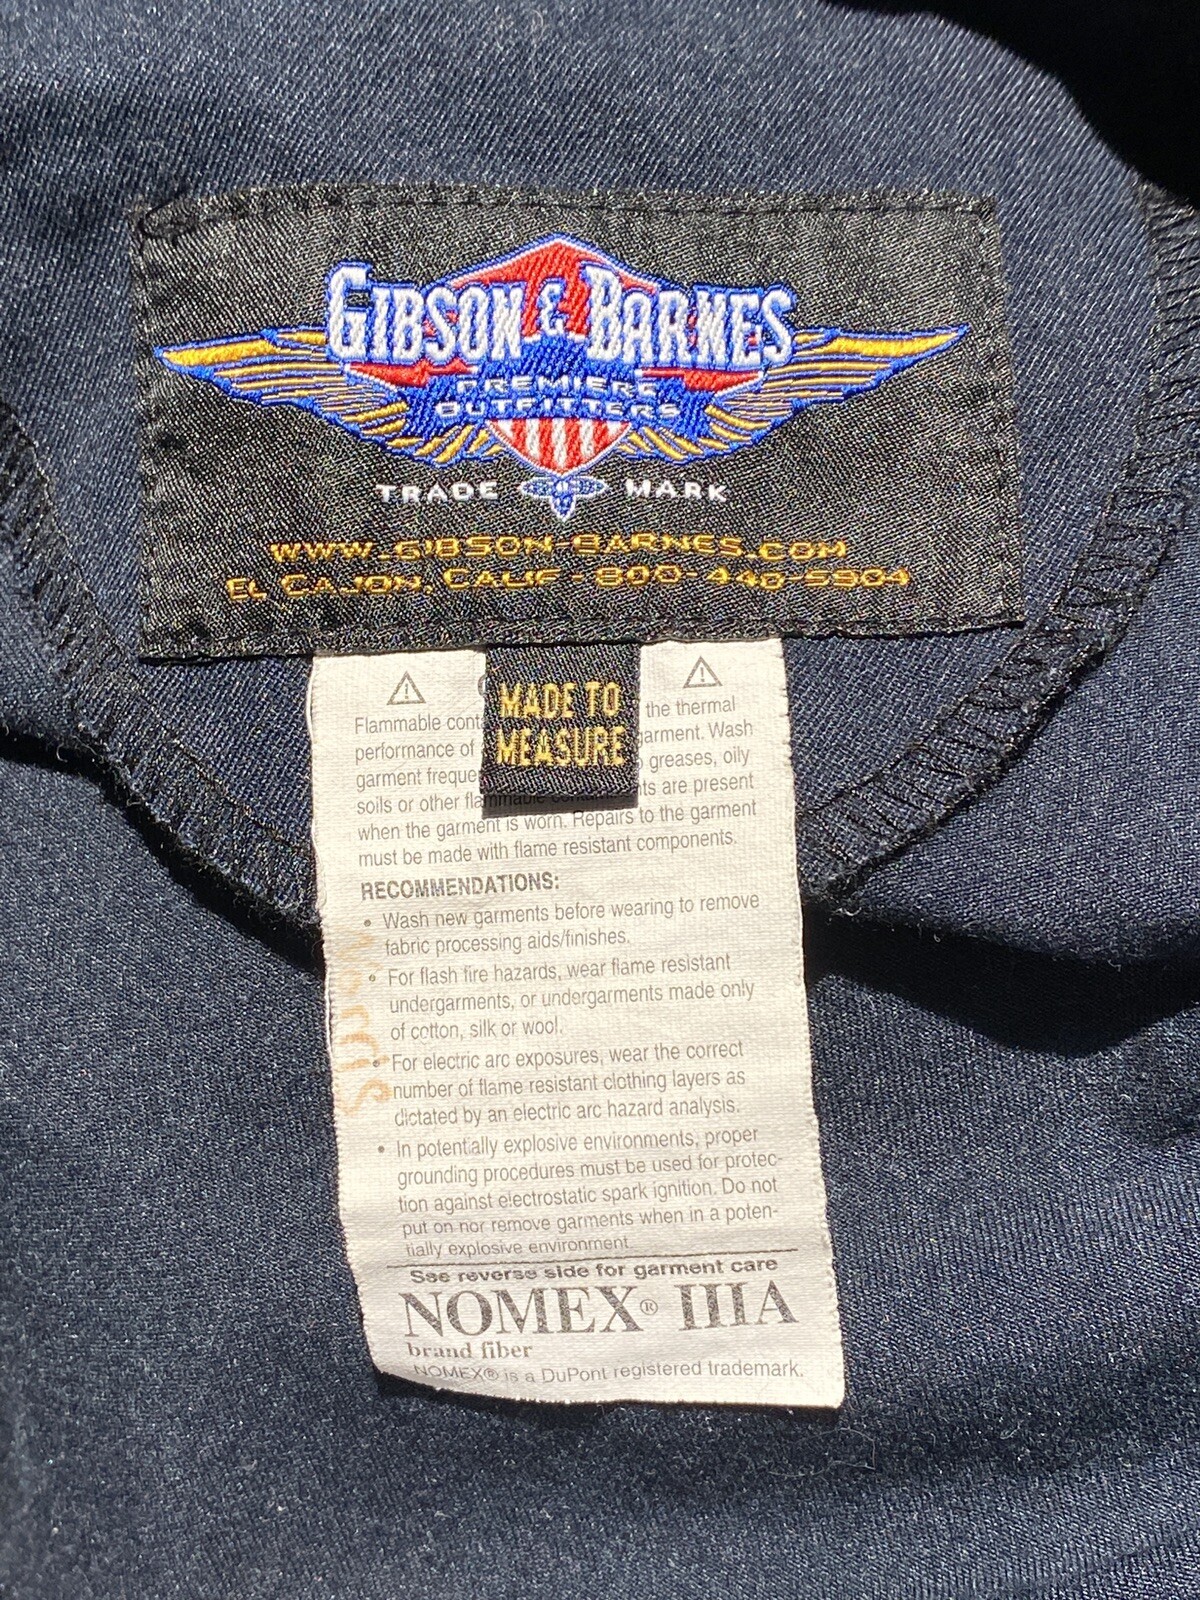 GIBSON & BARNES
PREMIERE
OUTFITTERS
TRADE MARK
WWW.GIBSON-BARNES.COM
EL CAJON, CALIF - 800-440-5904
MADE TO
MEASURE
Flammable the thermal
performance of garment. Wash
garment greases, oily
soils or other flammable are present
when the garment is worn. Repairs to the garment
must be made with flame resistant components.
RECOMMENDATIONS:
• Wash new garments before wearing to remove
fabric processing aids/finishes.
• For flash fire hazards, wear flame resistant
undergarments, or undergarments made only
of cotton, silk or wool.
• For electric arc exposures, wear the correct
number of flame resistant clothing layers as
dictated by an electric arc hazard analysis.
• In potentially explosive environments, proper
grounding procedures must be used for protec-
tion against electrostatic spark ignition. Do not
put on nor remove garments when in a poten-
tially explosive environment.
See reverse side for garment care
NOMEX® IIIA
brand fiber
NOMEX® is a DuPont registered trademark.